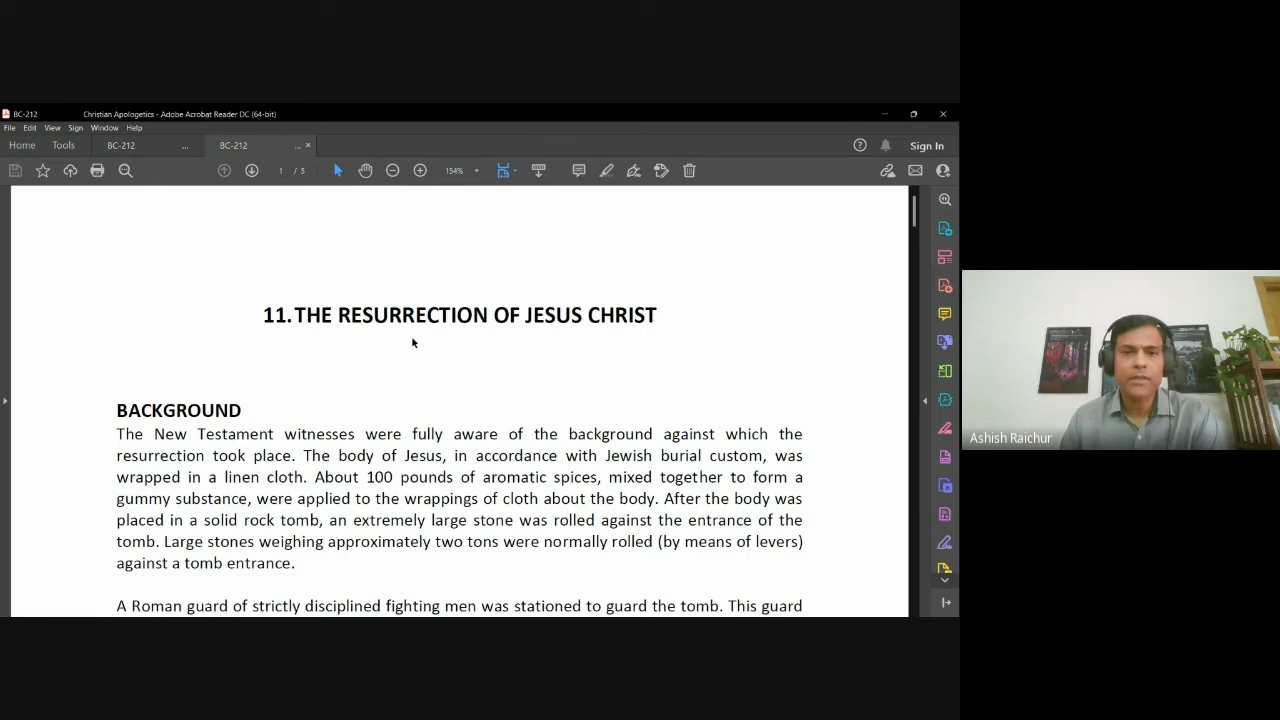 BC-212 Christian Apologetics - Adobe Acrobat Reader DC (64-bit)
File Edit View Sign Window Help
Home Tools BC-212 ... BC-212 ... × Sign In
1 / 5 154%
11. THE RESURRECTION OF JESUS CHRIST
BACKGROUND
The New Testament witnesses were fully aware of the background against which the
resurrection took place. The body of Jesus, in accordance with Jewish burial custom, was
wrapped in a linen cloth. About 100 pounds of aromatic spices, mixed together to form a
gummy substance, were applied to the wrappings of cloth about the body. After the body was
placed in a solid rock tomb, an extremely large stone was rolled against the entrance of the
tomb. Large stones weighing approximately two tons were normally rolled (by means of levers)
against a tomb entrance.
A Roman guard of strictly disciplined fighting men was stationed to guard the tomb. This guard
Ashish Raichur